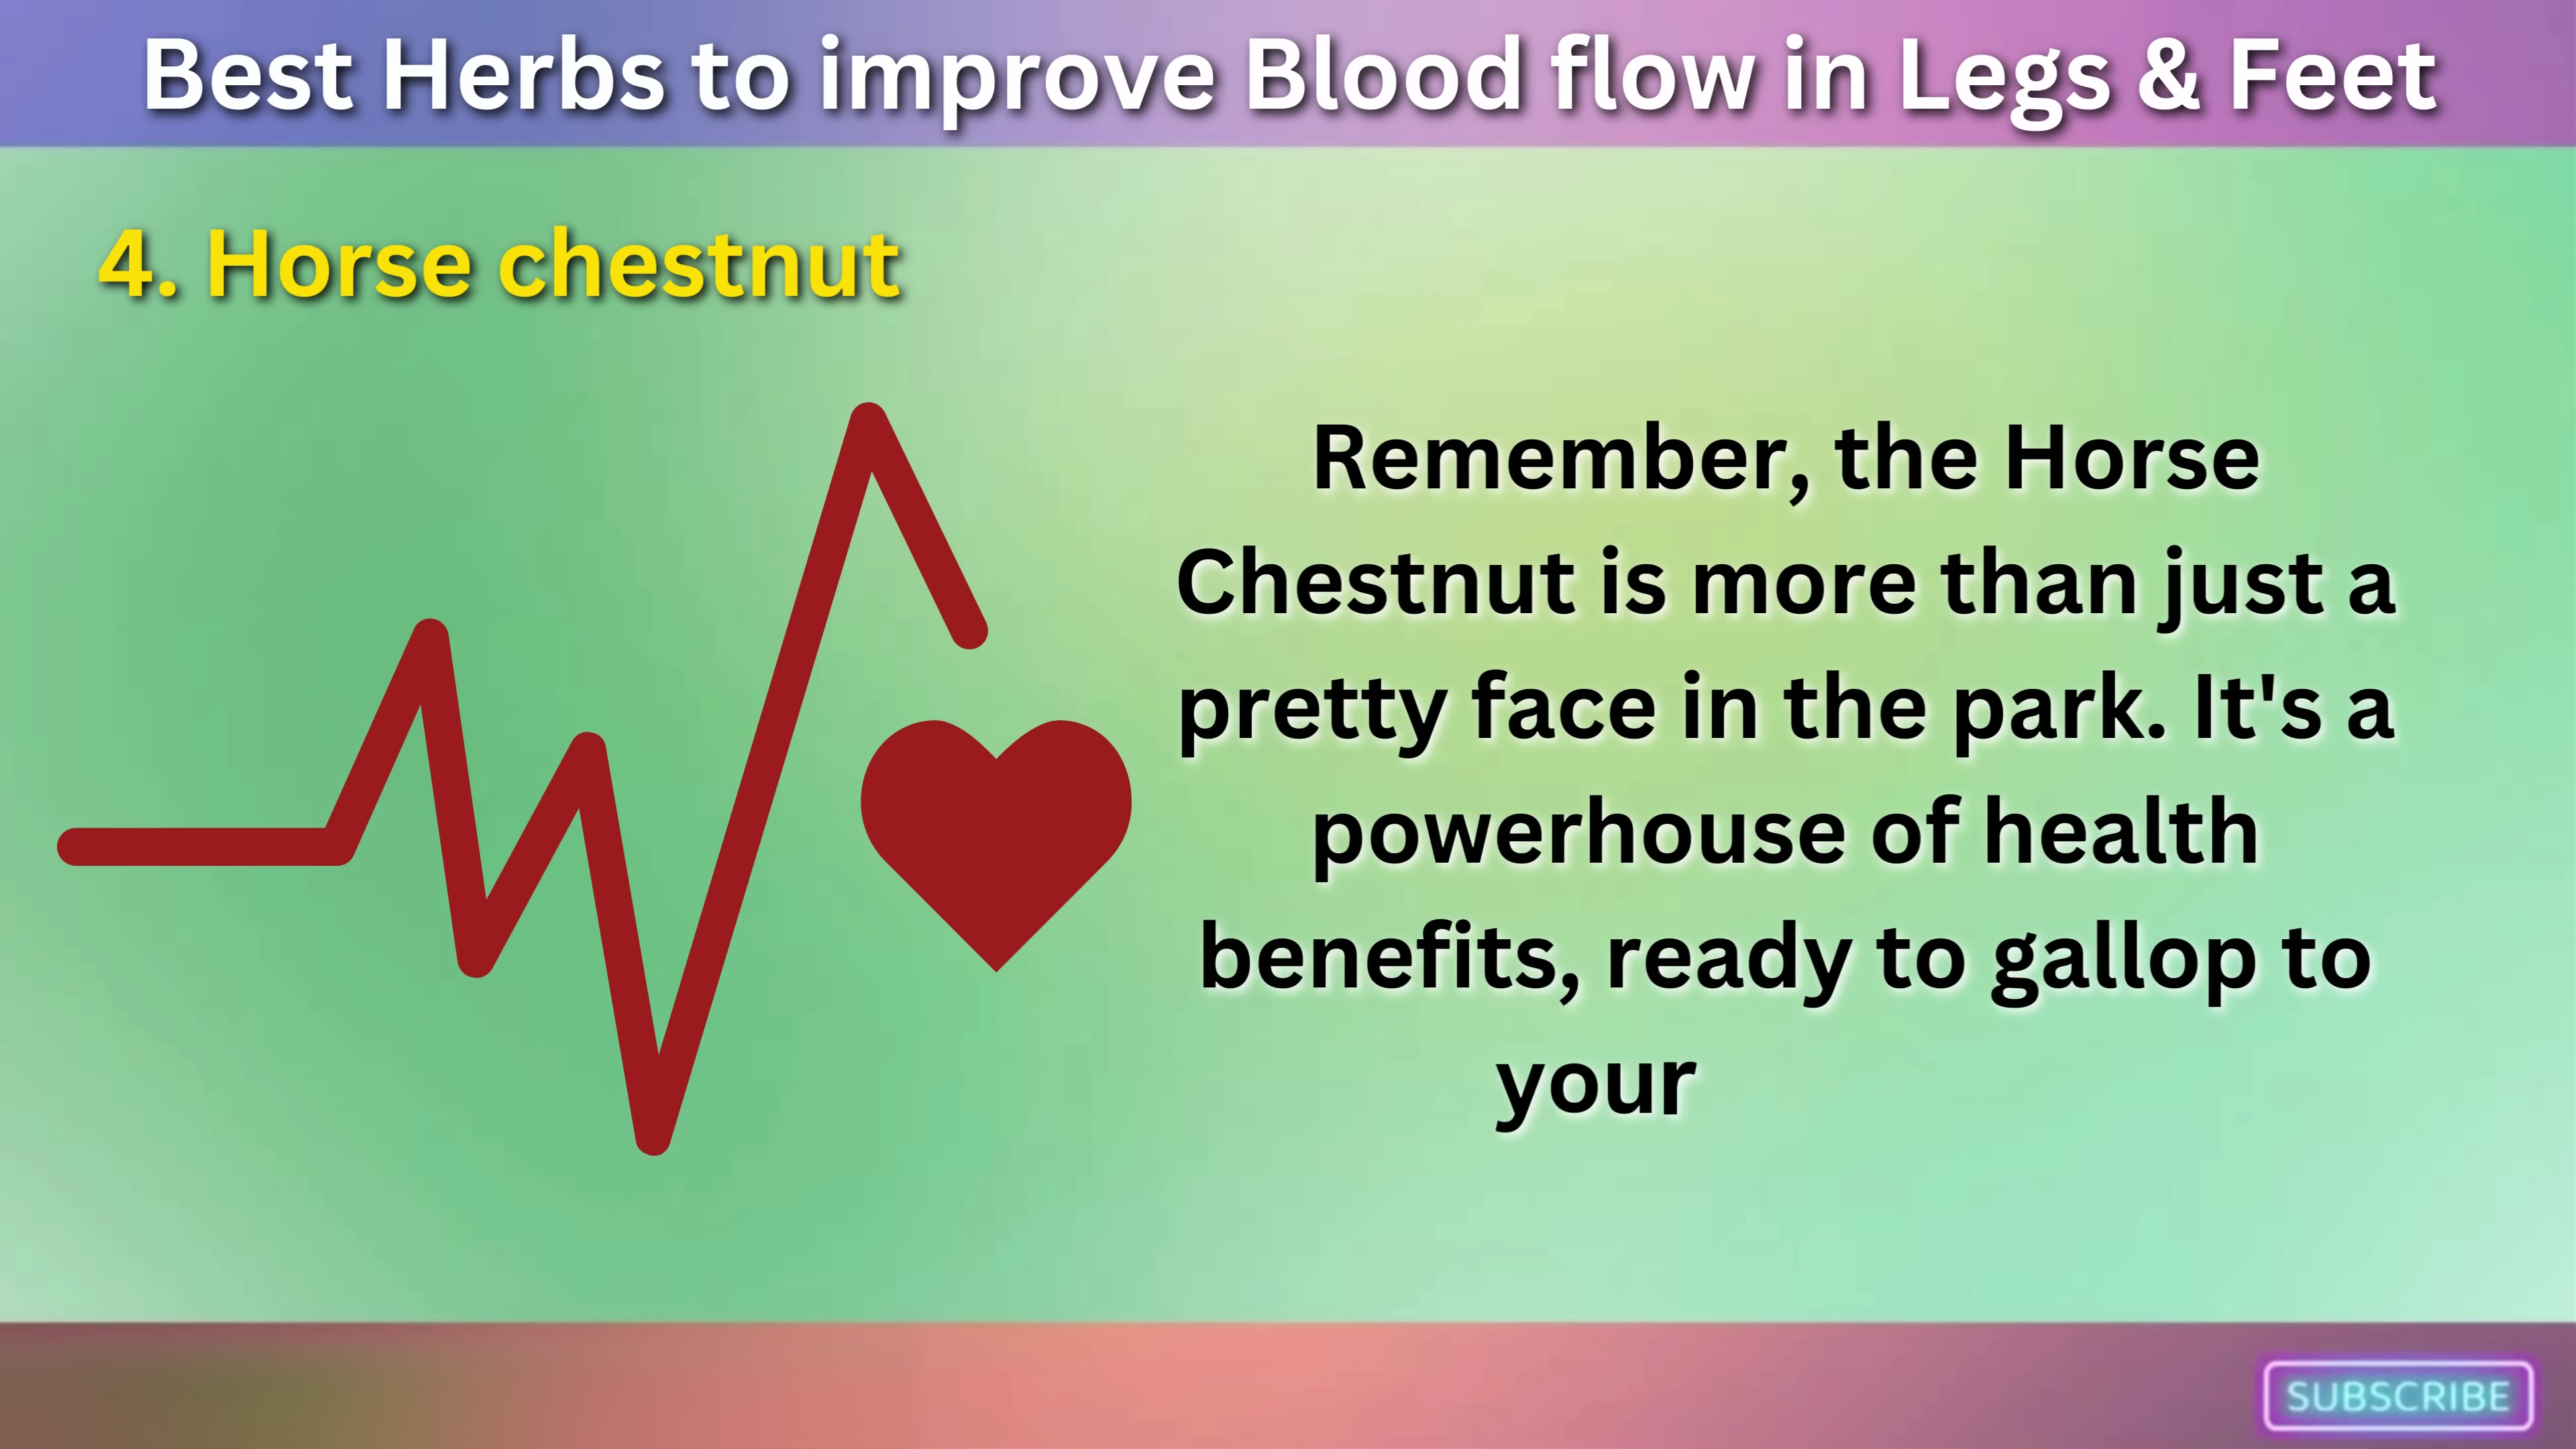 Best Herbs to improve Blood flow in Legs & Feet
4. Horse chestnut
Remember, the Horse
Chestnut is more than just a
pretty face in the park. It's a
powerhouse of health
benefits, ready to gallop to
your
SUBSCRIBE